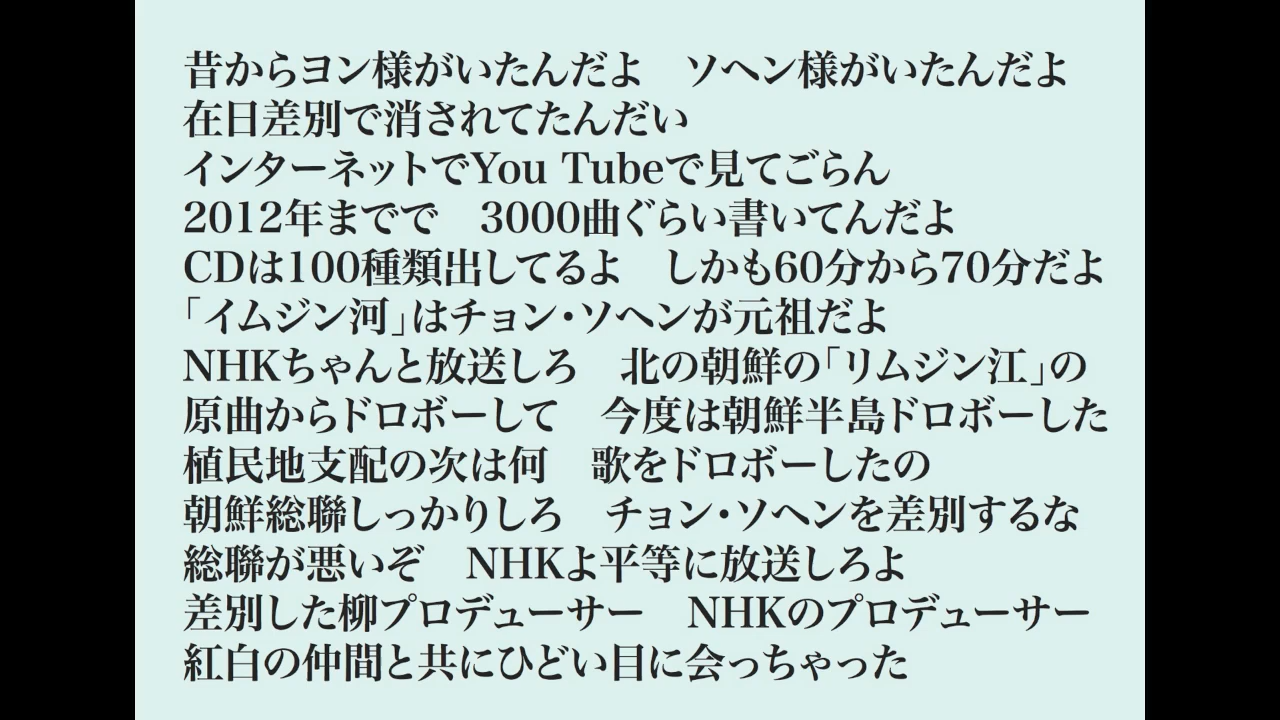 昔からヨン様がいたんだよ　ソヘン様がいたんだよ
在日差別で消されてたんだい
インターネットでYou Tubeで見てごらん
2012年までで　3000曲ぐらい書いてんだよ
CDは100種類出してるよ　しかも60分から70分だよ
「イムジン河」はチョン・ソヘンが元祖だよ
NHKちゃんと放送しろ　北の朝鮮の「リムジン江」の
原曲からドロボーして　今度は朝鮮半島ドロボーした
植民地支配の次は何　歌をドロボーしたの
朝鮮総聯しっかりしろ　チョン・ソヘンを差別するな
総聯が悪いぞ　NHKよ平等に放送しろよ
差別した柳プロデューサー　NHKのプロデューサー
紅白の仲間と共にひどい目に会っちゃった